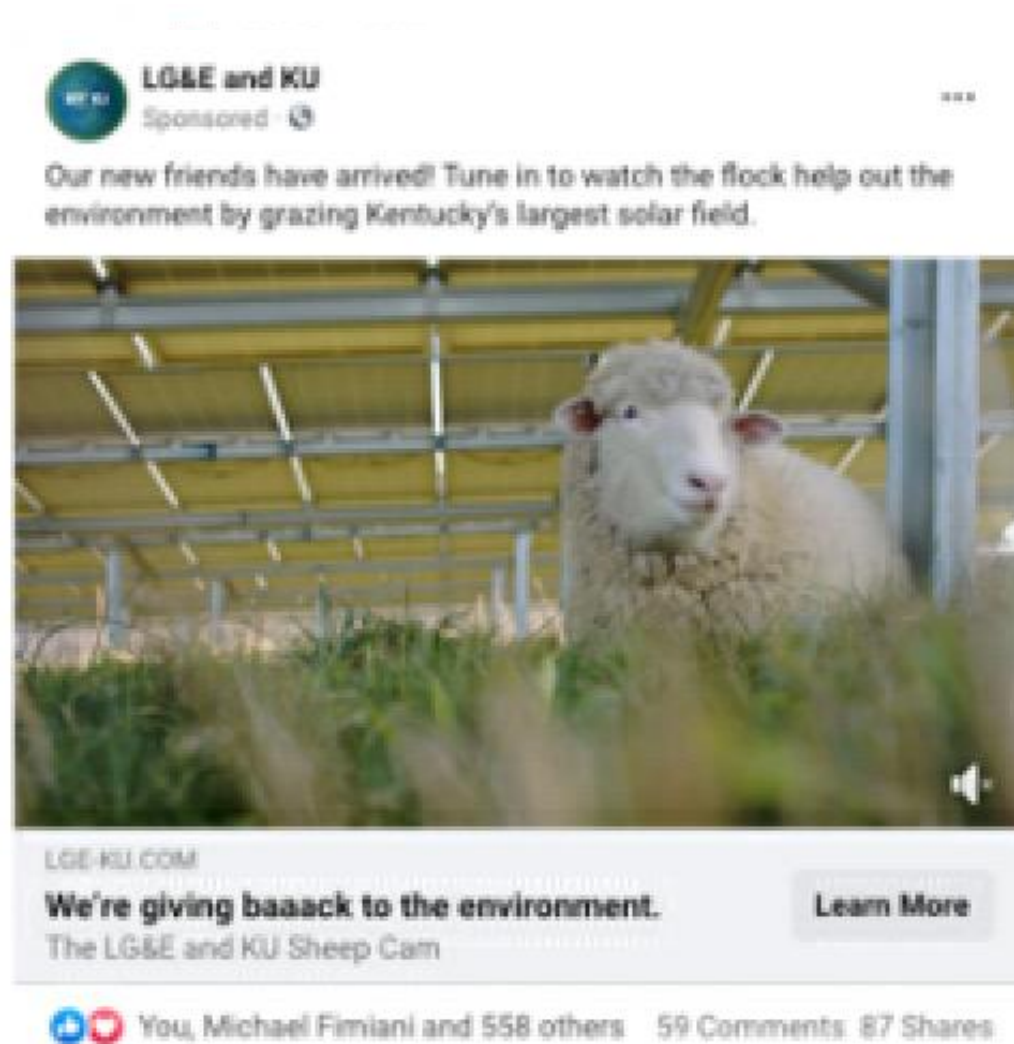 LG&E and KU
Sponsored ·
Our new friends have arrived! Tune in to watch the flock help out the
environment by grazing Kentucky's largest solar field.
LGE-KU.COM
We're giving baaack to the environment.
Learn More
The LG&E and KU Sheep Cam
You, Michael Fimiani and 558 others 59 Comments 87 Shares